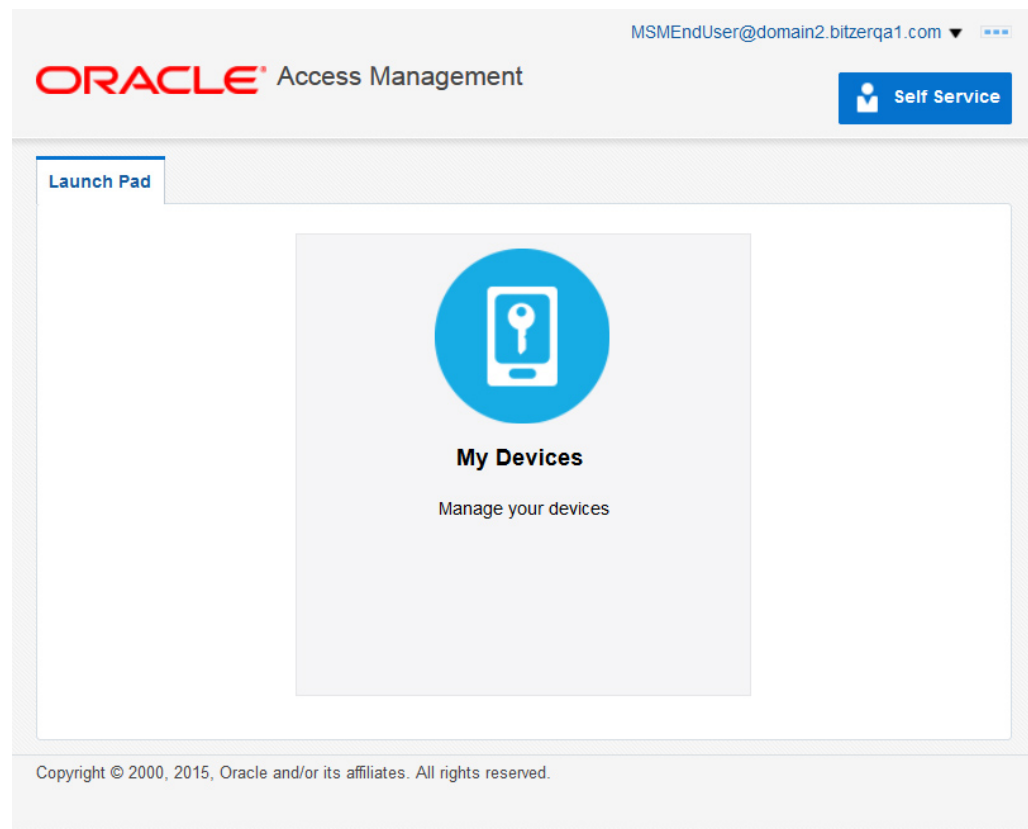 MSMEndUser@domain2.bitzerqa1.com
ORACLE® Access Management
Self Service
Launch Pad
My Devices
Manage your devices
Copyright © 2000, 2015, Oracle and/or its affiliates. All rights reserved.